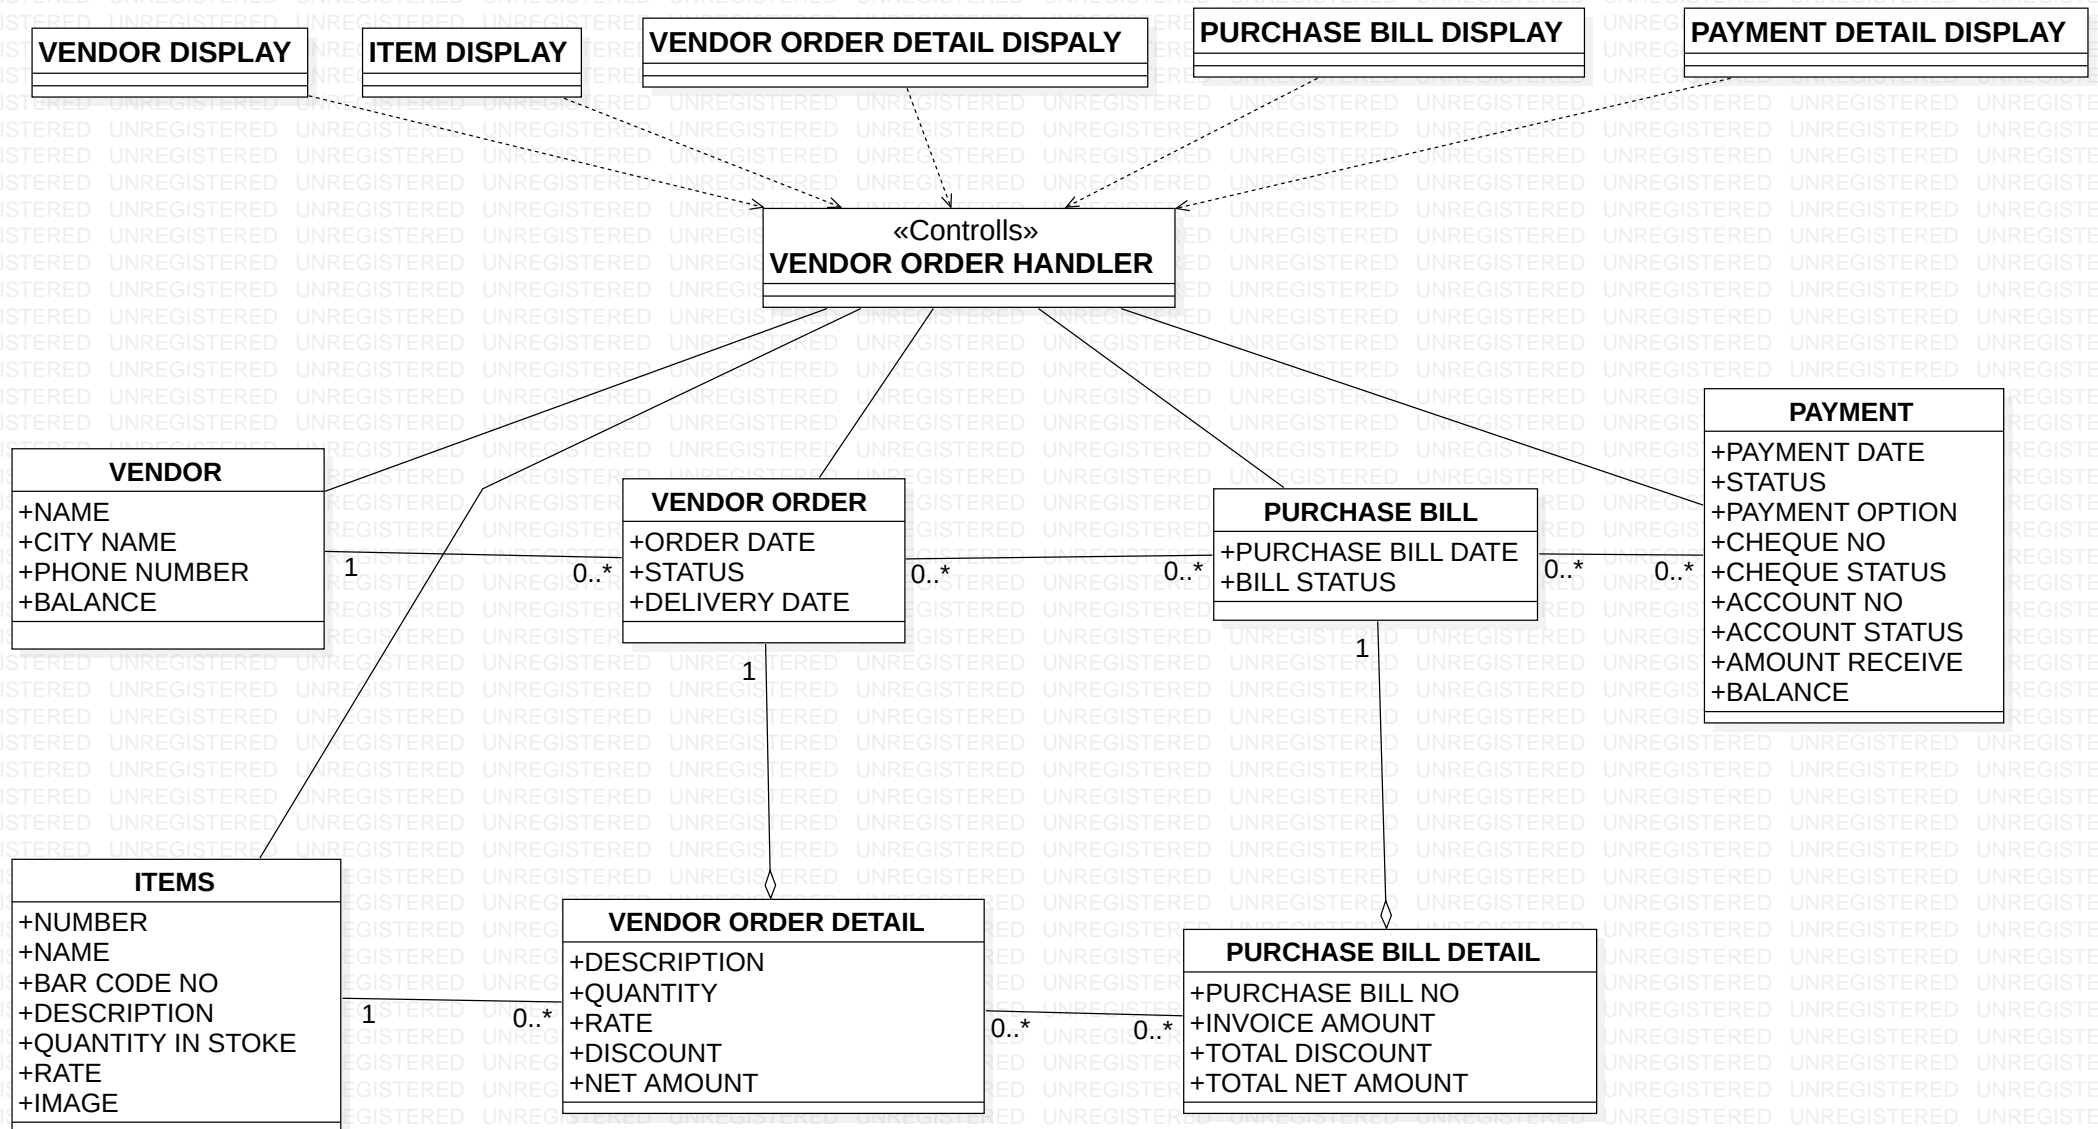 VENDOR DISPLAY
ITEM DISPLAY
VENDOR ORDER DETAIL DISPALY
PURCHASE BILL DISPLAY
PAYMENT DETAIL DISPLAY
«Controlls»
VENDOR ORDER HANDLER
VENDOR
+NAME
+CITY NAME
+PHONE NUMBER
+BALANCE
1
0..*
VENDOR ORDER
+ORDER DATE
+STATUS
+DELIVERY DATE
0..*
0..*
1
PURCHASE BILL
+PURCHASE BILL DATE
+BILL STATUS
0..*
0..*
1
PAYMENT
+PAYMENT DATE
+STATUS
+PAYMENT OPTION
+CHEQUE NO
+CHEQUE STATUS
+ACCOUNT NO
+ACCOUNT STATUS
+AMOUNT RECEIVE
+BALANCE
ITEMS
+NUMBER
+NAME
+BAR CODE NO
+DESCRIPTION
+QUANTITY IN STOKE
+RATE
+IMAGE
1
0..*
VENDOR ORDER DETAIL
+DESCRIPTION
+QUANTITY
+RATE
+DISCOUNT
+NET AMOUNT
0..*
0..*
PURCHASE BILL DETAIL
+PURCHASE BILL NO
+INVOICE AMOUNT
+TOTAL DISCOUNT
+TOTAL NET AMOUNT
UNREGISTERED